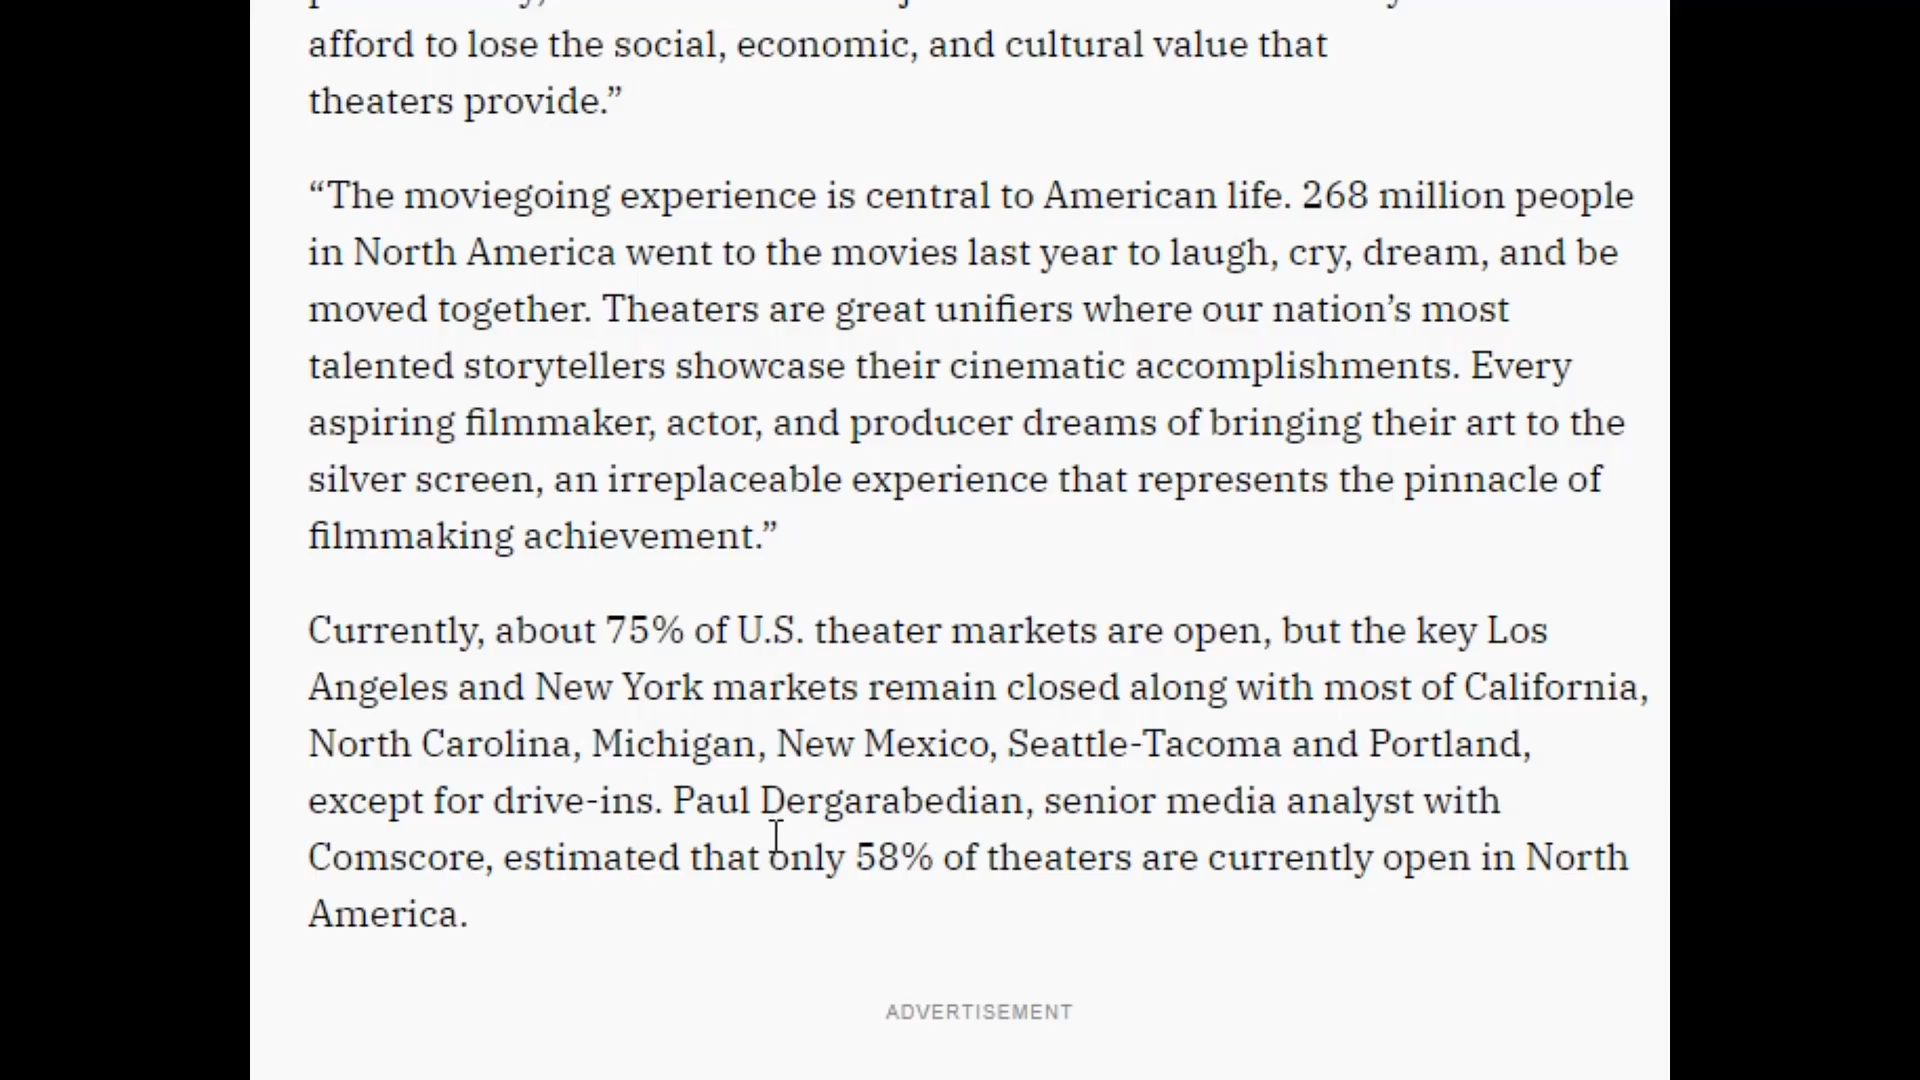 afford to lose the social, economic, and cultural value that
theaters provide.”
“The moviegoing experience is central to American life. 268 million people
in North America went to the movies last year to laugh, cry, dream, and be
moved together. Theaters are great unifiers where our nation’s most
talented storytellers showcase their cinematic accomplishments. Every
aspiring filmmaker, actor, and producer dreams of bringing their art to the
silver screen, an irreplaceable experience that represents the pinnacle of
filmmaking achievement.”
Currently, about 75% of U.S. theater markets are open, but the key Los
Angeles and New York markets remain closed along with most of California,
North Carolina, Michigan, New Mexico, Seattle-Tacoma and Portland,
except for drive-ins. Paul Dergarabedian, senior media analyst with
Comscore, estimated that only 58% of theaters are currently open in North
America.
ADVERTISEMENT